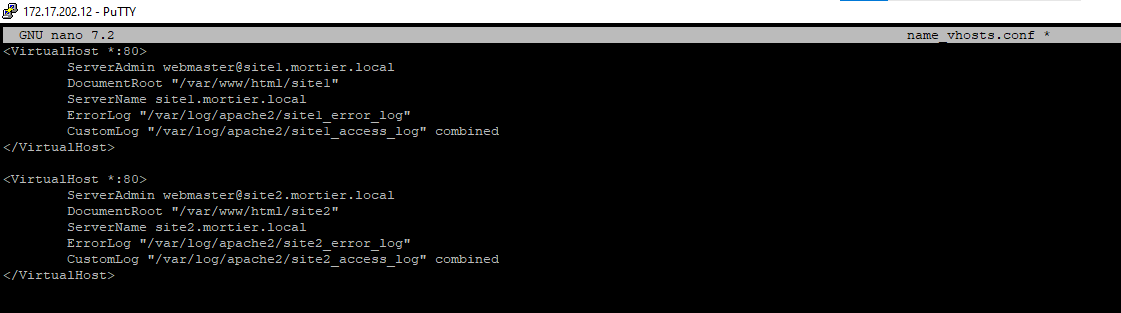 172.17.202.12 - PuTTY
GNU nano 7.2 name_vhosts.conf *
<VirtualHost *:80>
ServerAdmin webmaster@site1.mortier.local
DocumentRoot "/var/www/html/site1"
ServerName site1.mortier.local
ErrorLog "/var/log/apache2/site1_error_log"
CustomLog "/var/log/apache2/site1_access_log" combined
</VirtualHost>
<VirtualHost *:80>
ServerAdmin webmaster@site2.mortier.local
DocumentRoot "/var/www/html/site2"
ServerName site2.mortier.local
ErrorLog "/var/log/apache2/site2_error_log"
CustomLog "/var/log/apache2/site2_access_log" combined
</VirtualHost>